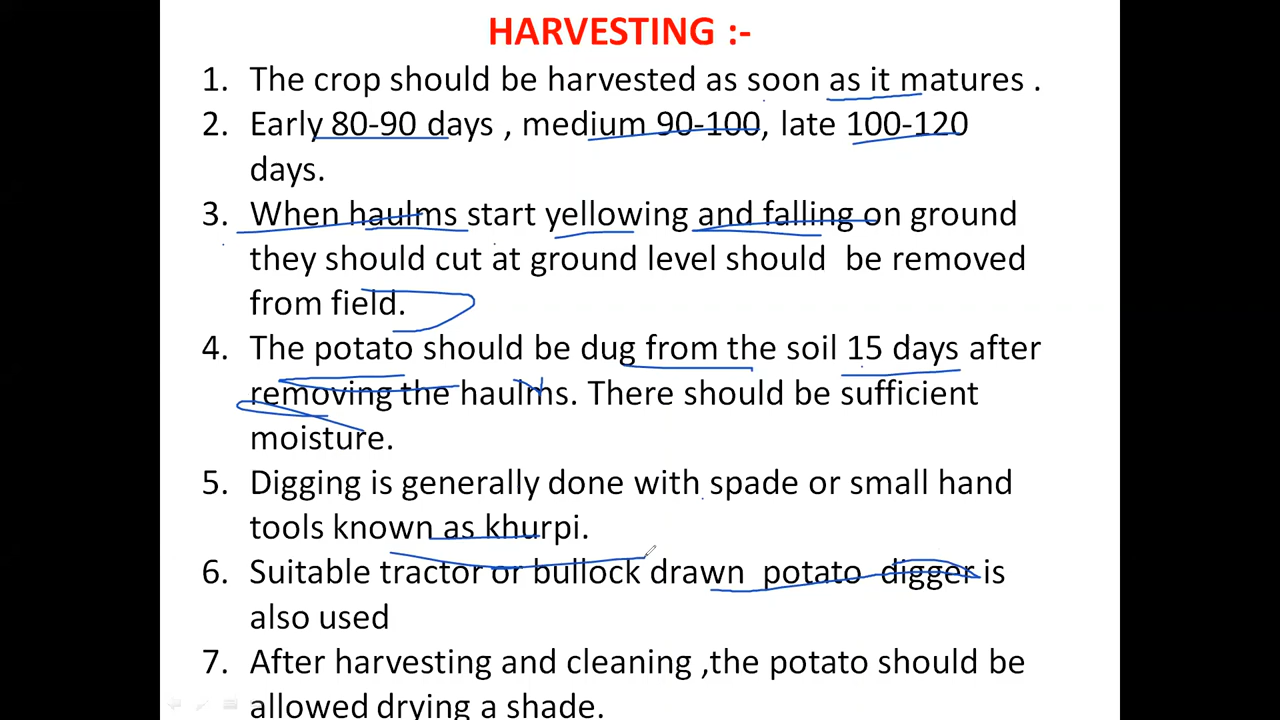 HARVESTING :-
1. The crop should be harvested as soon as it matures .
2. Early 80-90 days , medium 90-100, late 100-120
days.
3. When haulms start yellowing and falling on ground
they should cut at ground level should be removed
from field.
4. The potato should be dug from the soil 15 days after
removing the haulms. There should be sufficient
moisture.
5. Digging is generally done with spade or small hand
tools known as khurpi.
6. Suitable tractor or bullock drawn potato digger is
also used
7. After harvesting and cleaning ,the potato should be
allowed drying a shade.